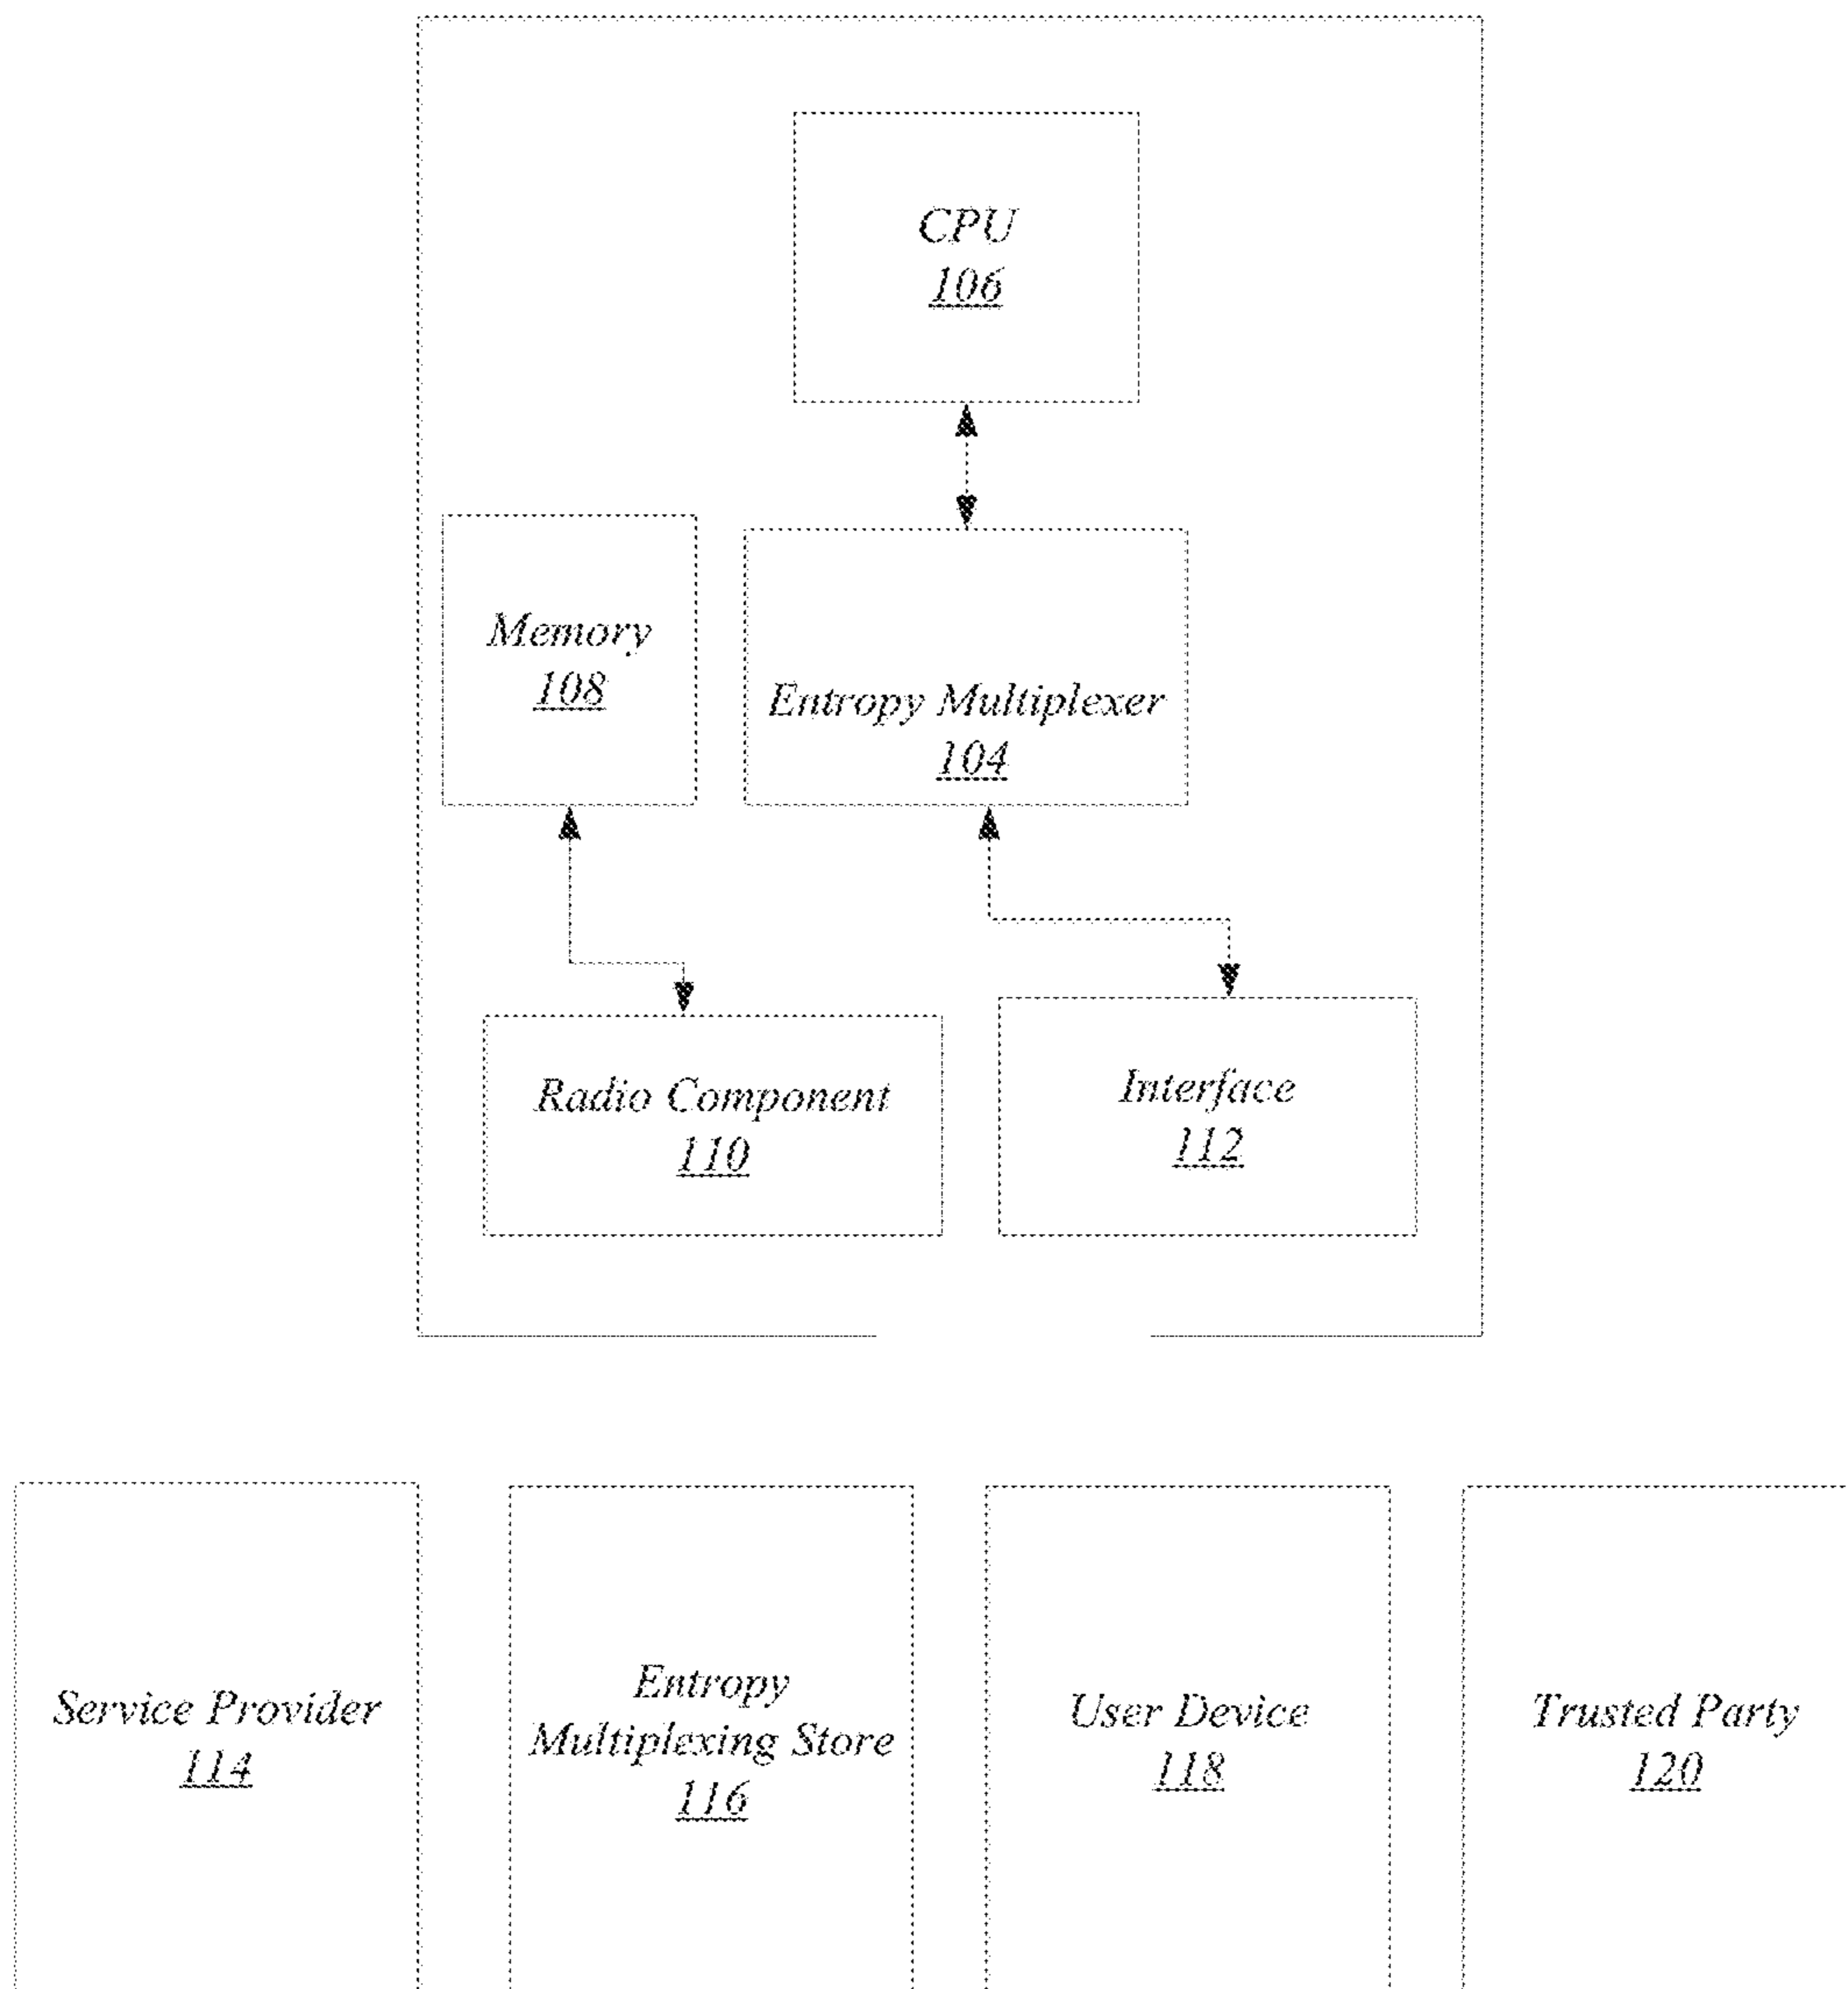 CPU
106
Memory
108
Entropy Multiplexer
104
Radio Component
110
Interface
112
Service Provider
114
Entropy
Multiplexing Store
116
User Device
118
Trusted Party
120